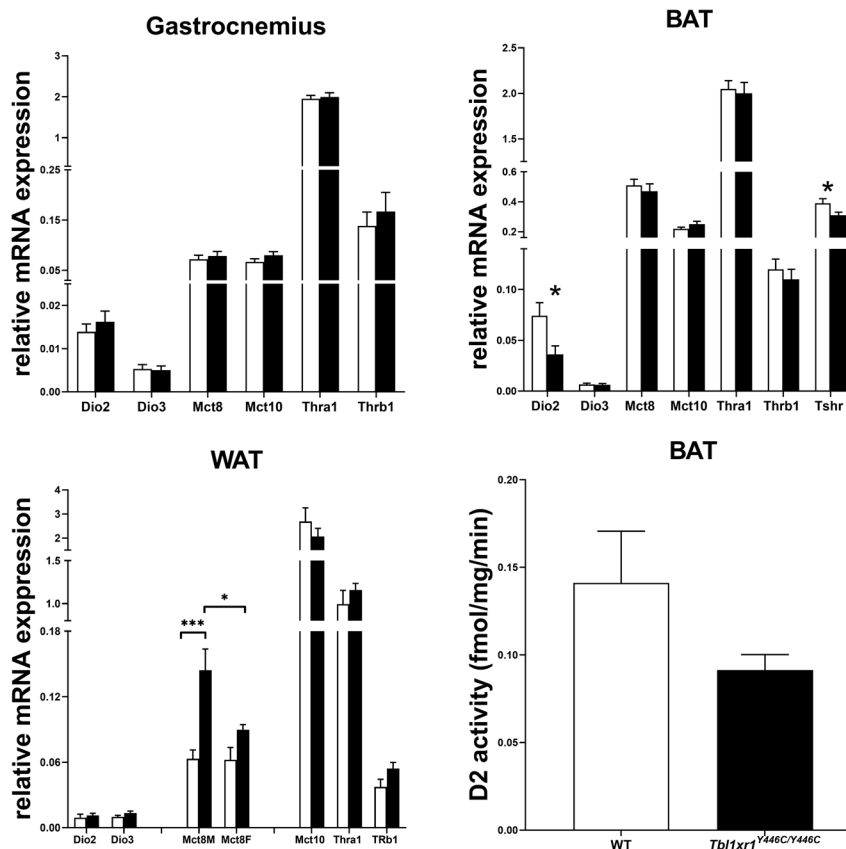 Gastrocnemius
relative mRNA expression
2
1
0.25
0.15
0.05
0.02
0.01
0.00
Dio2 Dio3 Mct8 Mct10 Thra1 Thrb1
BAT
relative mRNA expression
2.5
2.0
0.6
0.4
0.2
0.10
0.05
0.00
*
*
Dio2 Dio3 Mct8 Mct10 Thra1 Thrb1 Tshr
WAT
relative mRNA exppression
4
3
2
1.5
1.0
0.18
0.12
0.06
0.00
***
*
Dio2 Dio3 Mct8M Mct8F Mct10 Thra1 TRb1
BAT
D2 activity (fmol/mg/min)
0.20
0.15
0.10
0.05
0.00
WT Tbl1xr1Y446C/Y446C